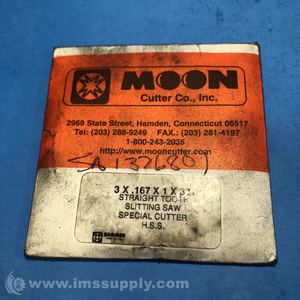 MOON
Cutter Co., Inc.
2969 State Street, Hamden, Connecticut 06517
Tel: (203) 288-9249 FAX.: (203) 281-4197
1-800-243-2035
http://www.mooncutter.com
3 X .167 X 1 X
STRAIGHT TOOTH
SLITTING SAW
SPECIAL CUTTER
H.S.S.
MOON
© www.imssupply.com